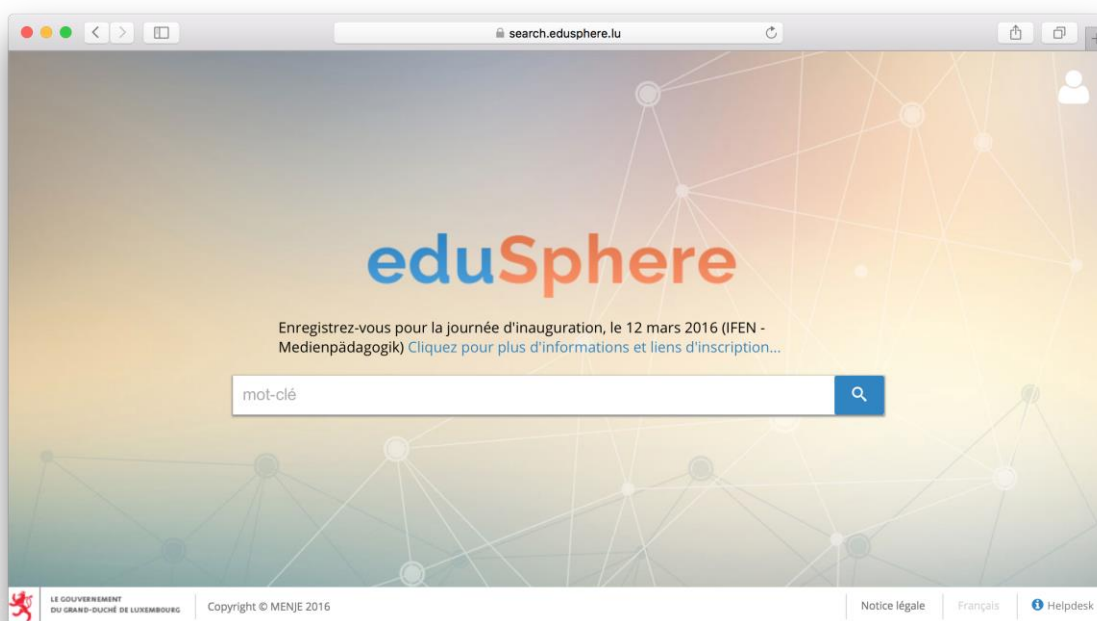 search.edusphere.lu
eduSphere
Enregistrez-vous pour la journée d'inauguration, le 12 mars 2016 (IFEN -
Medienpädagogik) Cliquez pour plus d'informations et liens d'inscription...
mot-clé
LE GOUVERNEMENT
DU GRAND-DUCHÉ DE LUXEMBOURG
Copyright © MENJE 2016
Notice légale
Français
Helpdesk